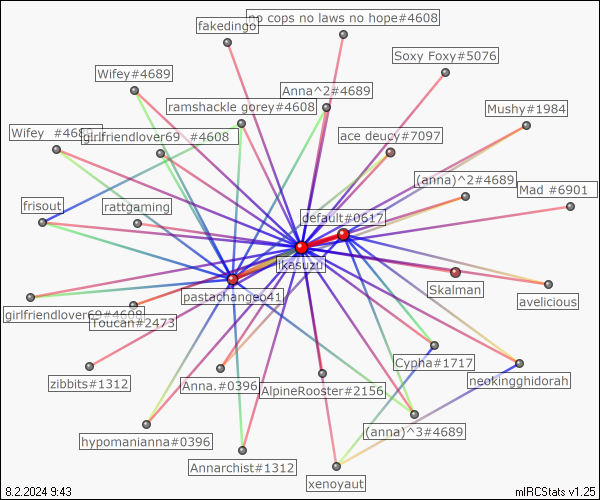 no cops no laws no hope#4608
fakedingo
Soxy Foxy#5076
Wifey#4689
Anna^2#4689
ramshackle gorey#4608
Mushy#1984
Wifey #4689
girlfriendlover69 #4608
ace deucy#7097
(anna)^2#4689
Mad #6901
frisout
rattgaming
default#0617
ikasuzu
pastachangeo41
Skalman
avelicious
girlfriendlover69#4608
Toucan#2473
Cypha#1717
neokingghidorah
zibbits#1312
Anna.#0396
AlpineRooster#2156
hypomanianna#0396
(anna)^3#4689
Annarchist#1312
xenoyaut
8.2.2024 9:43
mIRCStats v1.25